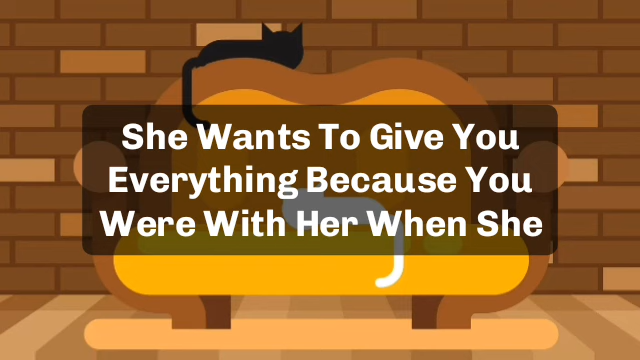 She Wants To Give You
Everything Because You
Were With Her When She